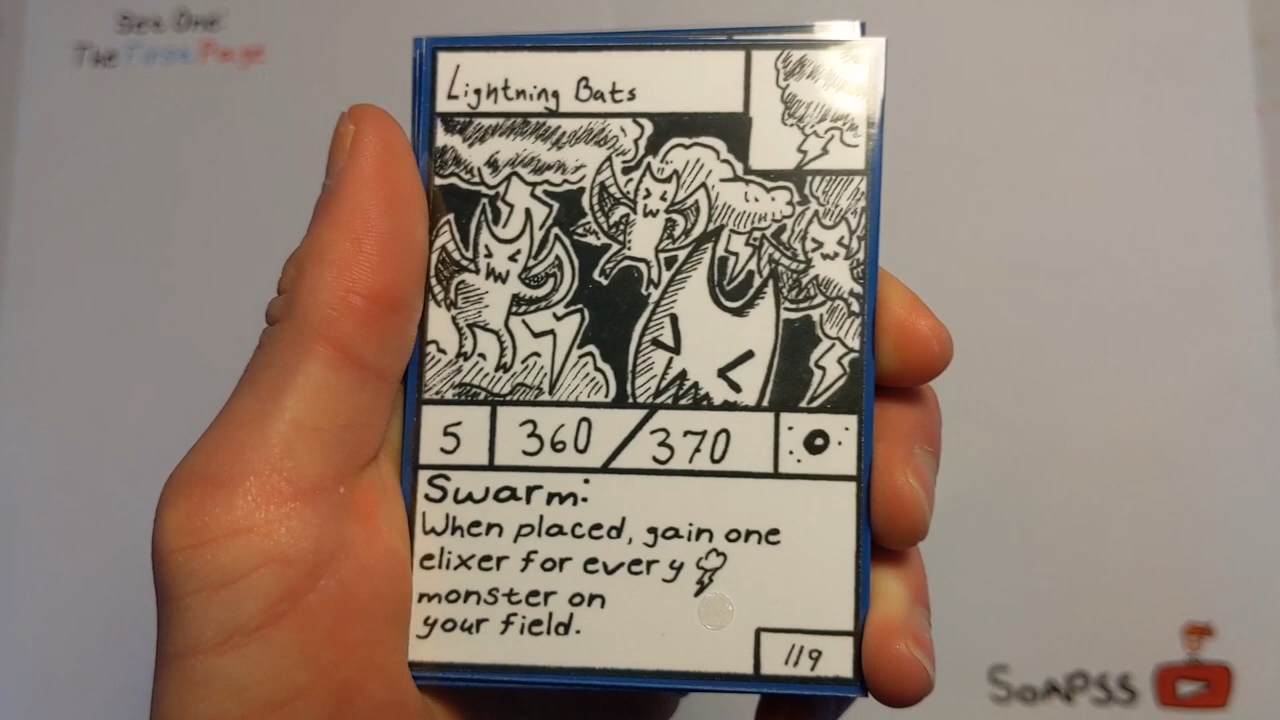 Set One:
The First Page
Lightning Bats
5
360/370
Swarm:
When placed, gain one
elixer for every
monster on
your field.
119
SOAPSS